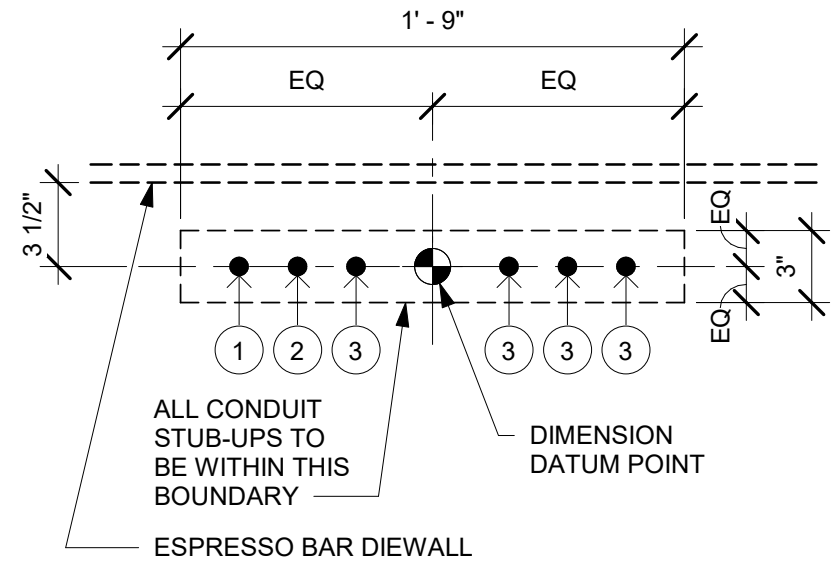 1' - 9"
EQ
EQ
3 1/2"
EQ
3"
EQ
1
2
3
3
3
3
ALL CONDUIT
STUB-UPS TO
BE WITHIN THIS
BOUNDARY
DIMENSION
DATUM POINT
ESPRESSO BAR DIEWALL